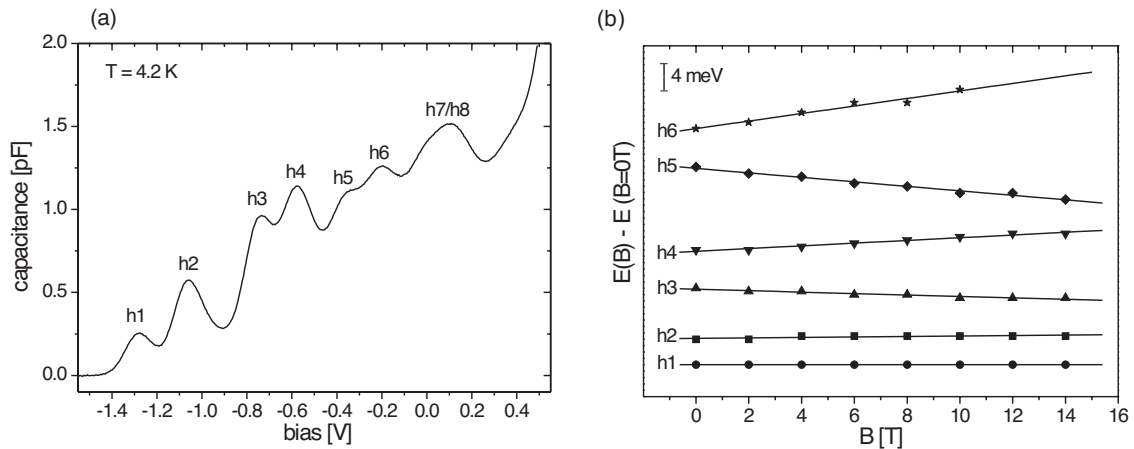 (a)
T = 4.2 K
2.0
1.5
1.0
0.5
0.0
capacitance [pF]
h1
h2
h3
h4
h5
h6
h7/h8
-1.4 -1.2 -1.0 -0.8 -0.6 -0.4 -0.2 0.0 0.2 0.4
bias [V]
(b)
4 meV
h6
h5
h4
h3
h2
h1
E(B) - E (B=0T)
0 2 4 6 8 10 12 14 16
B [T]